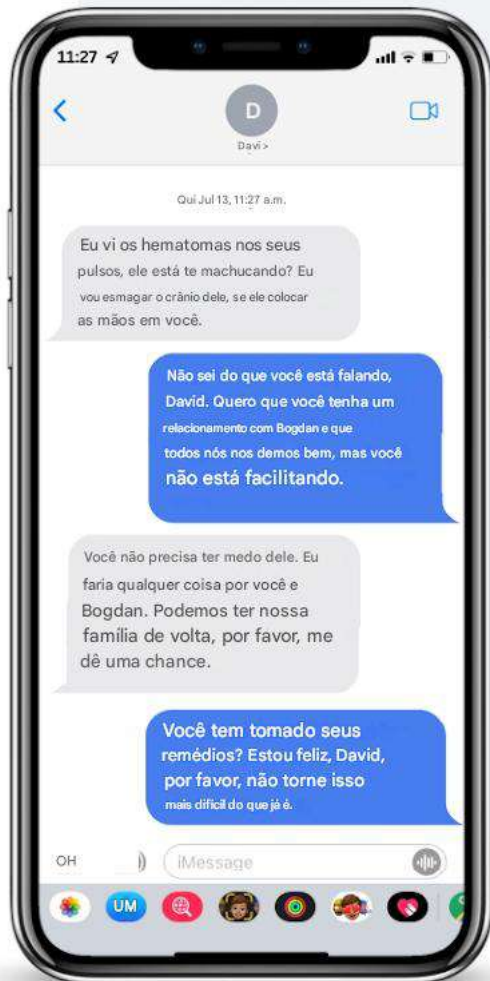 11:27
D
Davi >
Qui Jul 13, 11:27 a.m.
Eu vi os hematomas nos seus
pulsos, ele está te machucando? Eu
vou esmagar o crânio dele, se ele colocar
as mãos em você.
Não sei do que você está falando,
David. Quero que você tenha um
relacionamento com Bogdan e que
todos nós nos demos bem, mas você
não está facilitando.
Você não precisa ter medo dele. Eu
faria qualquer coisa por você e
Bogdan. Podemos ter nossa
família de volta, por favor, me
dê uma chance.
Você tem tomado seus
remédios? Estou feliz, David,
por favor, não torne isso
mais difícil do que já é.
OH
iMessage
UM